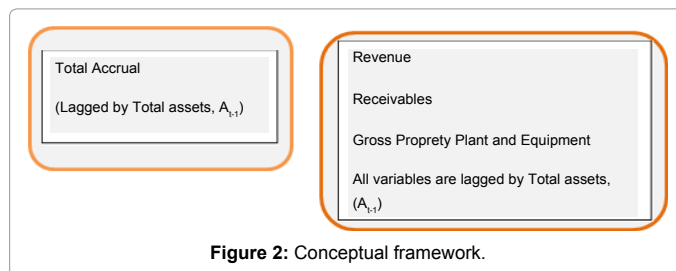 Total Accrual
(Lagged by Total assets, Aₜ₋₁)
Revenue
Receivables
Gross Proprety Plant and Equipment
All variables are lagged by Total assets,
(Aₜ₋₁)
Figure 2: Conceptual framework.